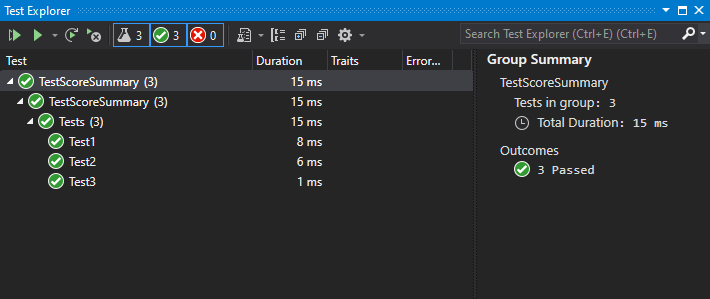 Test Explorer
3 3 0
Search Test Explorer (Ctrl+E) (Ctrl+E)
Test Duration Traits Error...
TestScoreSummary (3) 15 ms
TestScoreSummary (3) 15 ms
Tests (3) 15 ms
Test1 8 ms
Test2 6 ms
Test3 1 ms
Group Summary
TestScoreSummary
Tests in group: 3
Total Duration: 15 ms
Outcomes
3 Passed